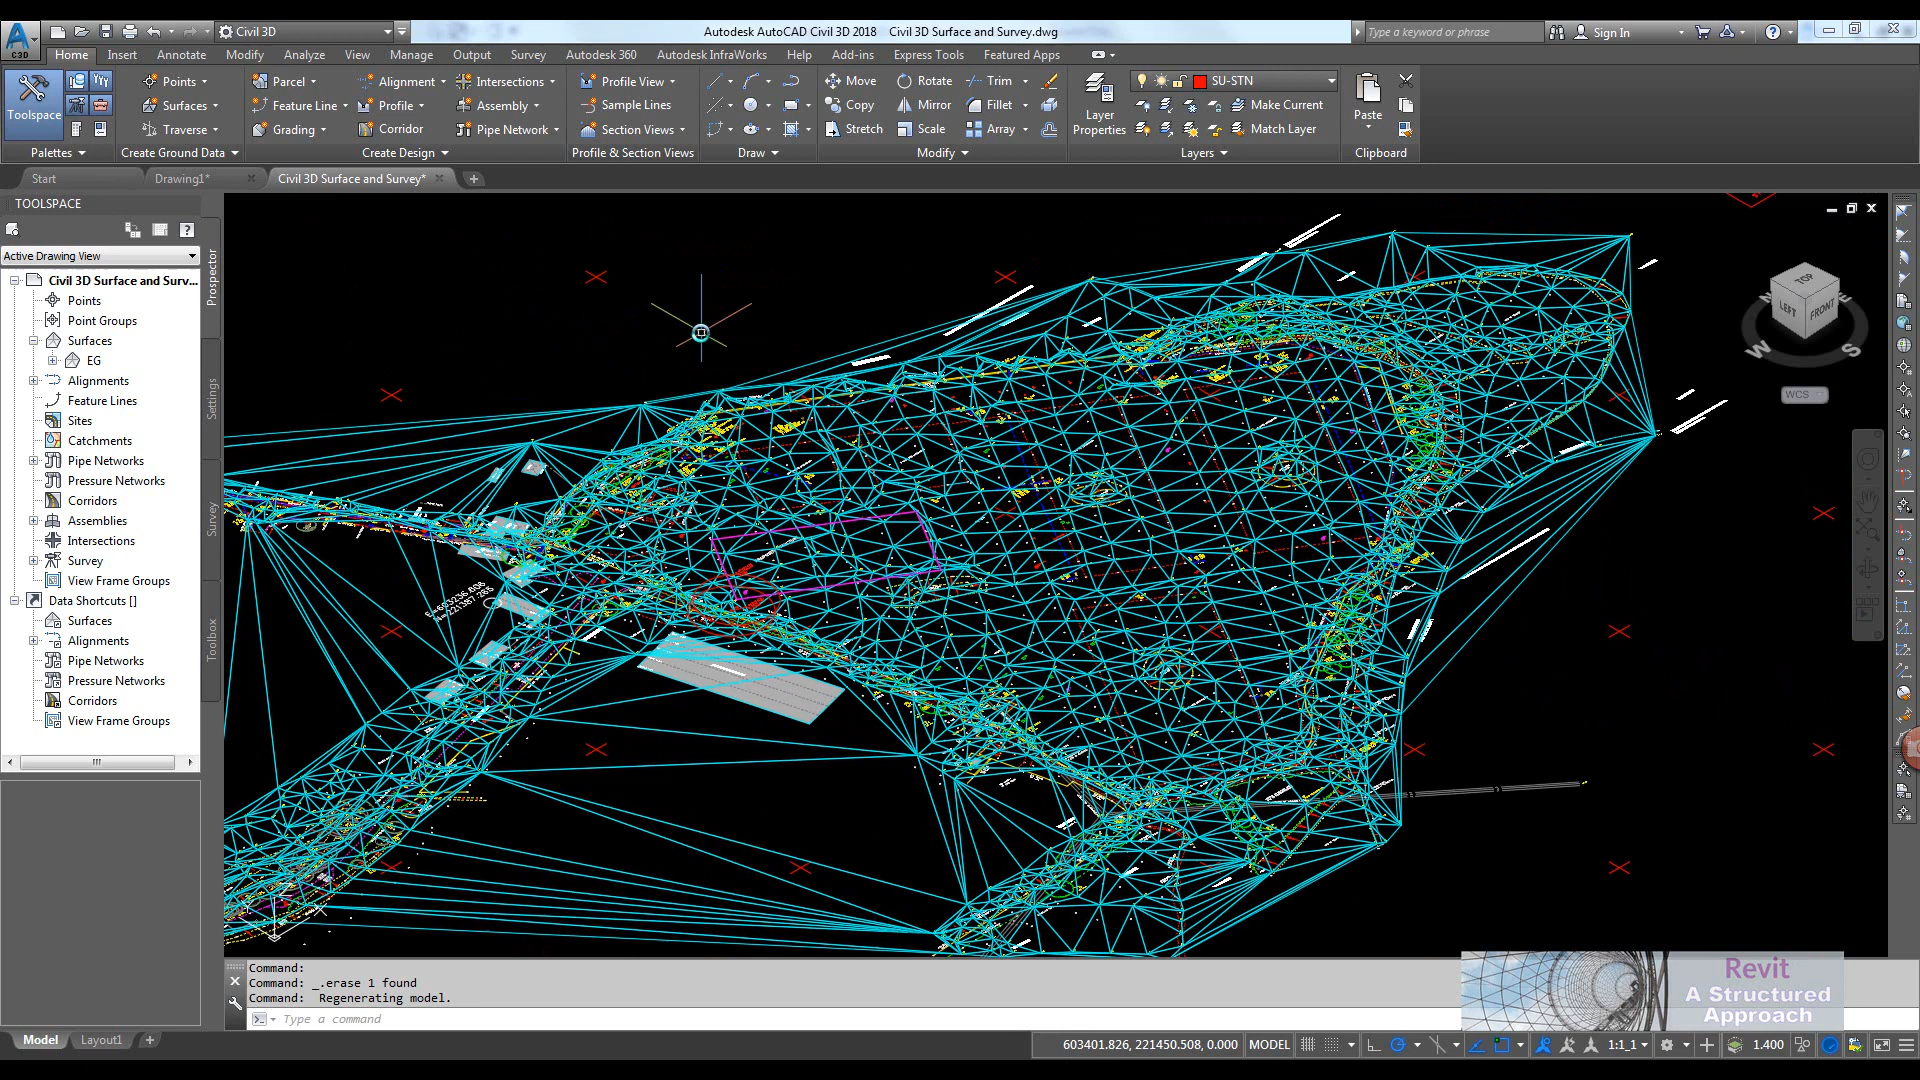 Civil 3D
Autodesk AutoCAD Civil 3D 2018 Civil 3D Surface and Survey.dwg
Type a keyword or phrase
Sign In
C3D
Home Insert Annotate Modify Analyze View Manage Output Survey Autodesk 360 Autodesk InfraWorks Help Add-ins Express Tools Featured Apps
Points Parcel Alignment Intersections Profile View Move Rotate Trim SU-STN
Toolspace Surfaces Feature Line Profile Assembly Sample Lines Copy Mirror Fillet Layer Properties Make Current Paste
Traverse Grading Corridor Pipe Network Section Views Stretch Scale Array Match Layer
Palettes Create Ground Data Create Design Profile & Section Views Draw Modify Layers Clipboard
Start Drawing1* Civil 3D Surface and Survey*
TOOLSPACE
Active Drawing View
Civil 3D Surface and Surv...
Points
Point Groups
Surfaces
EG
Alignments
Feature Lines
Sites
Catchments
Pipe Networks
Pressure Networks
Corridors
Assemblies
Intersections
Survey
View Frame Groups
Data Shortcuts []
Surfaces
Alignments
Pipe Networks
Pressure Networks
Corridors
View Frame Groups
Prospector
Settings
Survey
Toolbox
TOP
LEFT FRONT
W S
WCS
Command:
Command: _.erase 1 found
Command: Regenerating model.
Type a command
Revit
A Structured
Approach
Model Layout1
603401.826, 221450.508, 0.000 MODEL 1:1_1 1.400